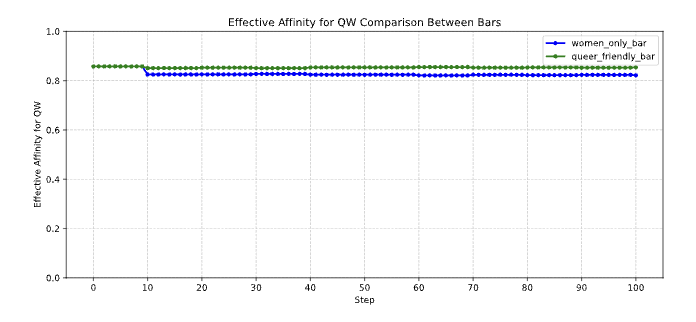 Effective Affinity for QW Comparison Between Bars
1.0
0.8
0.6
0.4
0.2
0.0
Effective Affinity for QW
women_only_bar
queer_friendly_bar
0 10 20 30 40 50 60 70 80 90 100
Step